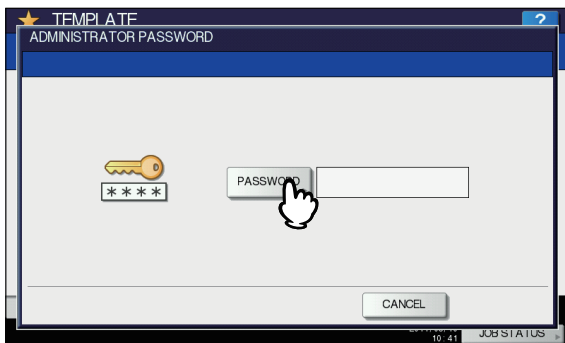 TEMPLATE
?
ADMINISTRATOR PASSWORD
PASSWORD
****
CANCEL
10:41
JOB STATUS